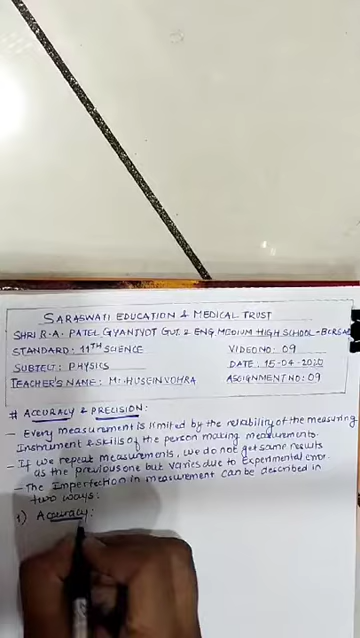 SARASWATI EDUCATION & MEDICAL TRUST
SHRI R.A. PATEL GYANJYOT GUJ. & ENG. MEDIUM HIGH SCHOOL - BORSAD
STANDARD: 11TH SCIENCE VIDEO NO: 09
SUBJECT: PHYSICS DATE: 15-04-2020
TEACHER'S NAME: Mr. HUSEIN VOHRA ASSIGNMENT NO: 09
# ACCURACY & PRECISION:
- Every measurement is limited by the reliability of the measuring
Instrument & skills of the person making measurements.
- If we repeat measurements, we do not get same results
as the previous one but varies due to Experimental error.
- The Imperfection in measurement can be described in
two ways:
1) Accuracy: